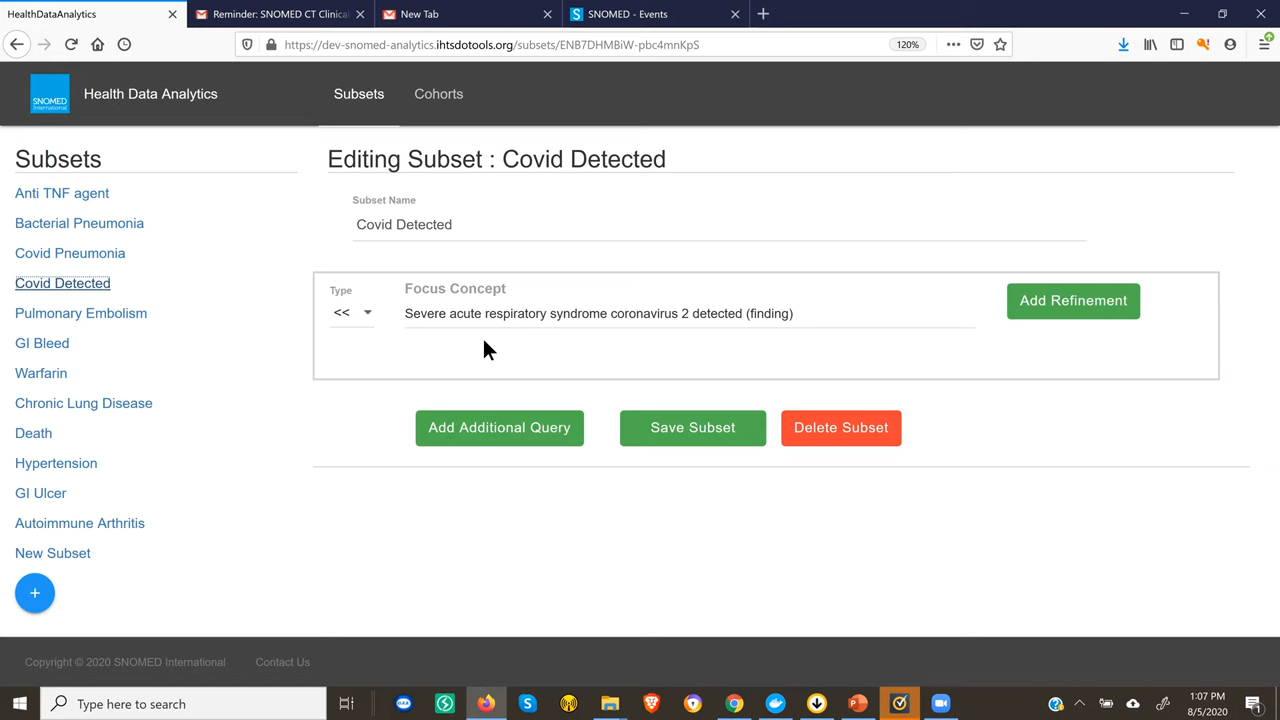 HealthDataAnalytics
Reminder: SNOMED CT Clinical
New Tab
SNOMED - Events
https://dev-snomed-analytics.ihtsdotools.org/subsets/ENB7DHMBiW-pbc4mnKpS
120%
SNOMED
International
Health Data Analytics
Subsets
Cohorts
Subsets
Anti TNF agent
Bacterial Pneumonia
Covid Pneumonia
Covid Detected
Pulmonary Embolism
GI Bleed
Warfarin
Chronic Lung Disease
Death
Hypertension
GI Ulcer
Autoimmune Arthritis
New Subset
+
Editing Subset : Covid Detected
Subset Name
Covid Detected
Type
<<
Focus Concept
Severe acute respiratory syndrome coronavirus 2 detected (finding)
Add Refinement
Add Additional Query
Save Subset
Delete Subset
Copyright © 2020 SNOMED International
Contact Us
Type here to search
1:07 PM
8/5/2020